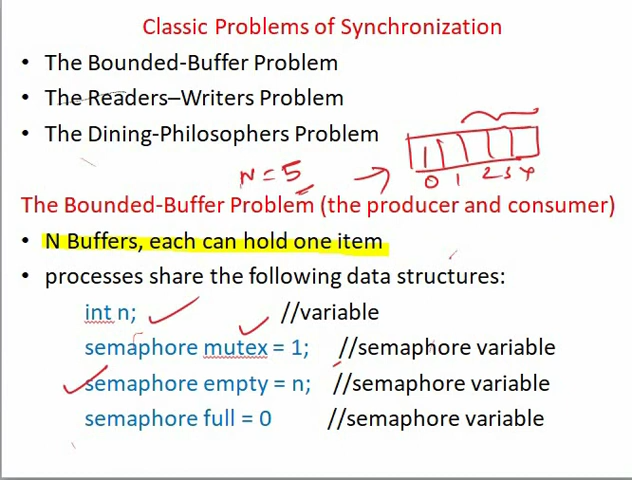 Classic Problems of Synchronization
• The Bounded-Buffer Problem
• The Readers–Writers Problem
• The Dining-Philosophers Problem
N = 5
0 1 2 3 4
The Bounded-Buffer Problem (the producer and consumer)
• N Buffers, each can hold one item
• processes share the following data structures:
int n; //variable
semaphore mutex = 1; //semaphore variable
semaphore empty = n; //semaphore variable
semaphore full = 0 //semaphore variable